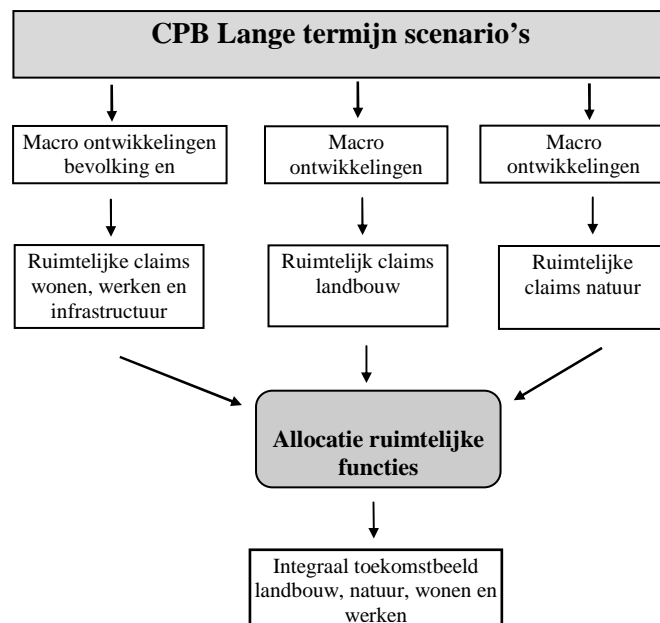 CPB Lange termijn scenario's
Macro ontwikkelingen
bevolking en
Macro
ontwikkelingen
Macro
ontwikkelingen
Ruimtelijke claims
wonen, werken en
infrastructuur
Ruimtelijk claims
landbouw
Ruimtelijke
claims natuur
Allocatie ruimtelijke
functies
Integraal toekomstbeeld
landbouw, natuur, wonen en
werken